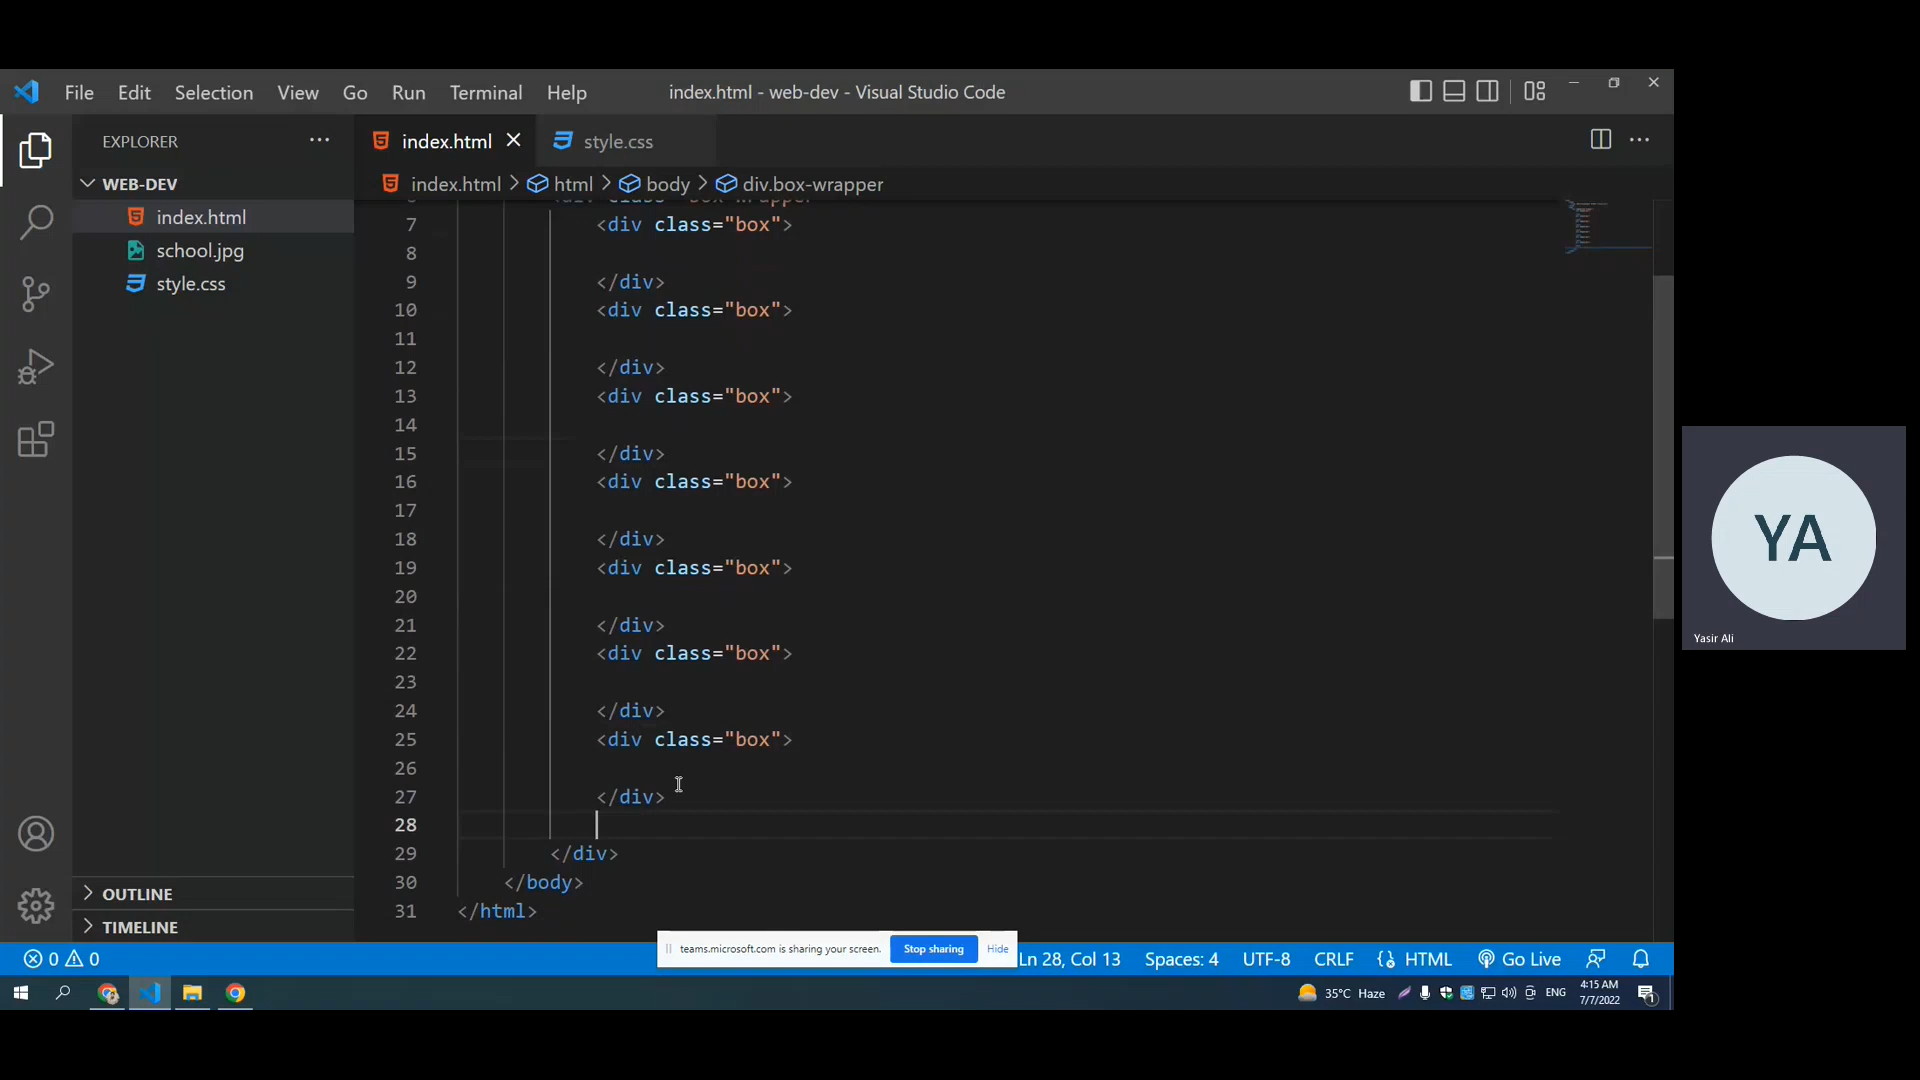 File Edit Selection View Go Run Terminal Help index.html - web-dev - Visual Studio Code
EXPLORER
index.html
style.css
WEB-DEV
index.html > html > body > div.box-wrapper
index.html
school.jpg
style.css
6 <div class="box-wrapper"
7 <div class="box">
8
9 </div>
10 <div class="box">
11
12 </div>
13 <div class="box">
14
15 </div>
16 <div class="box">
17
18 </div>
19 <div class="box">
20
21 </div>
22 <div class="box">
23
24 </div>
25 <div class="box">
26
27 </div>
28
29 </div>
30 </body>
31 </html>
OUTLINE
TIMELINE
YA
Yasir Ali
teams.microsoft.com is sharing your screen. Stop sharing Hide
0 0 Ln 28, Col 13 Spaces: 4 UTF-8 CRLF HTML Go Live
35°C Haze ENG 4:15 AM
7/7/2022
1